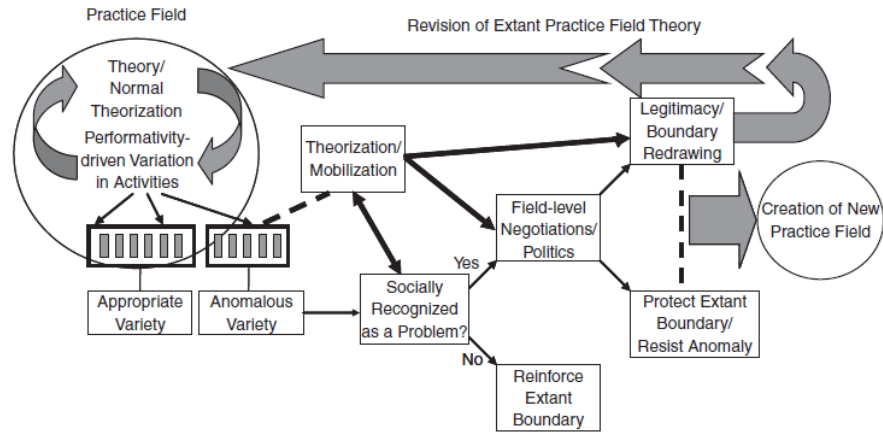 Practice Field
Revision of Extant Practice Field Theory
Theory/
Normal
Theorization
Performativity-
driven Variation
in Activities
Theorization/
Mobilization
Legitimacy/
Boundary
Redrawing
Field-level
Negotiations/
Politics
Creation of New
Practice Field
Appropriate
Variety
Anomalous
Variety
Socially
Recognized
as a Problem?
Yes
No
Protect Extant
Boundary/
Resist Anomaly
Reinforce
Extant
Boundary